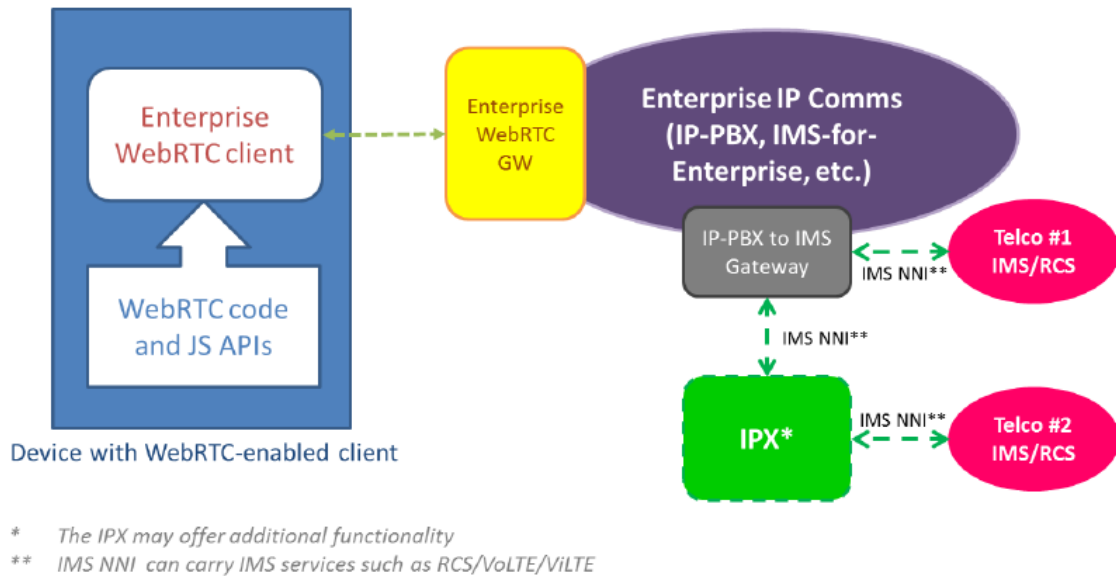 Enterprise
WebRTC client
WebRTC code
and JS APIs
Device with WebRTC-enabled client
Enterprise
WebRTC
GW
Enterprise IP Comms
(IP-PBX, IMS-for-
Enterprise, etc.)
IP-PBX to IMS
Gateway
IMS NNI**
Telco #1
IMS/RCS
IMS NNI**
IPX*
IMS NNI**
Telco #2
IMS/RCS
* The IPX may offer additional functionality
** IMS NNI can carry IMS services such as RCS/VoLTE/ViLTE